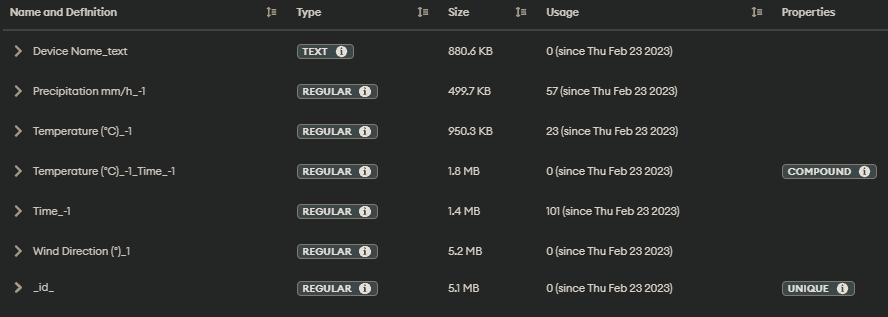 Name and Definition Type Size Usage Properties
Device Name_text TEXT 880.6 KB 0 (since Thu Feb 23 2023)
Precipitation mm/h_-1 REGULAR 499.7 KB 57 (since Thu Feb 23 2023)
Temperature (°C)_-1 REGULAR 950.3 KB 23 (since Thu Feb 23 2023)
Temperature (°C)_-1_Time_-1 REGULAR 1.8 MB 0 (since Thu Feb 23 2023) COMPOUND
Time_-1 REGULAR 1.4 MB 101 (since Thu Feb 23 2023)
Wind Direction (°)_1 REGULAR 5.2 MB 0 (since Thu Feb 23 2023)
_id_ REGULAR 5.1 MB 0 (since Thu Feb 23 2023) UNIQUE